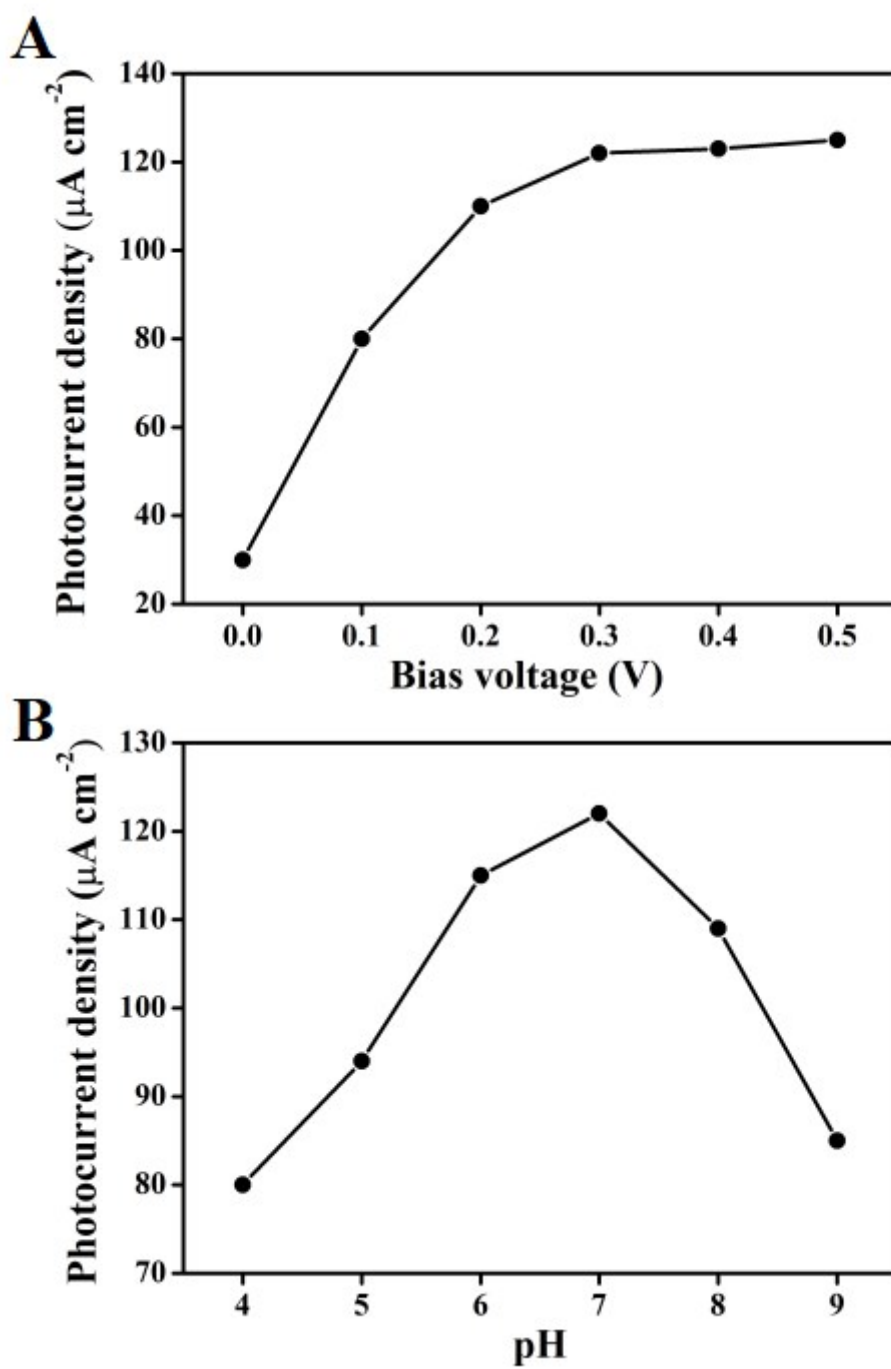 A
Photocurrent density (μA cm⁻²)
140
120
100
80
60
40
20
0.0 0.1 0.2 0.3 0.4 0.5
Bias voltage (V)
B
Photocurrent density (μA cm⁻²)
130
120
110
100
90
80
70
4 5 6 7 8 9
pH